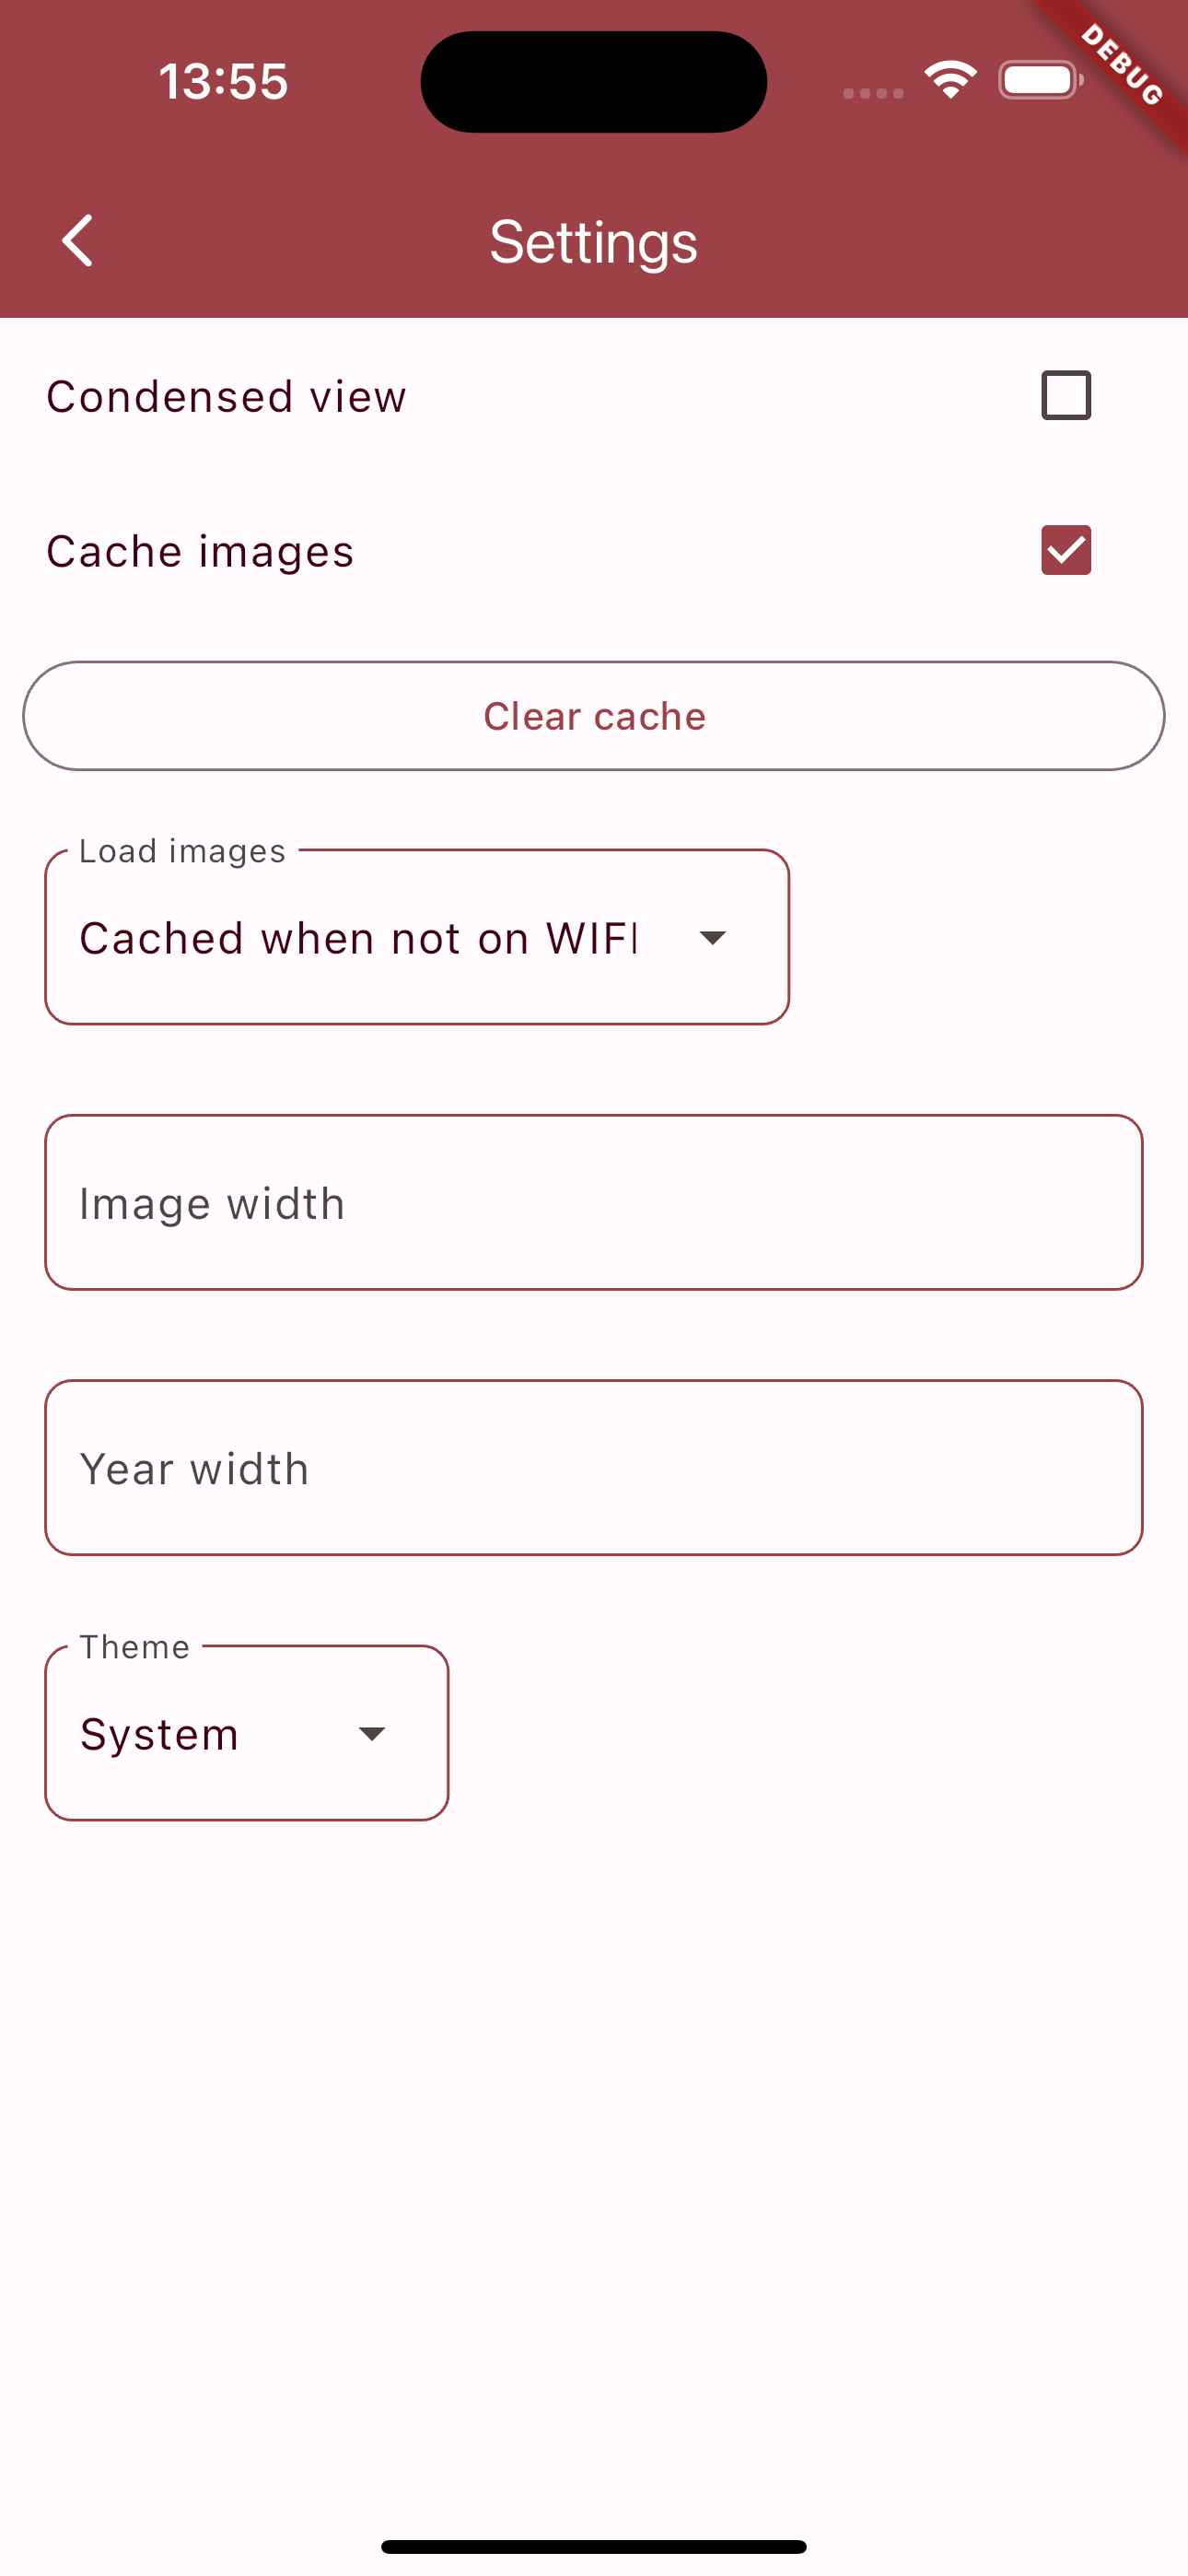 13:55
DEBUG
Settings
Condensed view
Cache images
Clear cache
Load images
Cached when not on WIFI
Image width
Year width
Theme
System